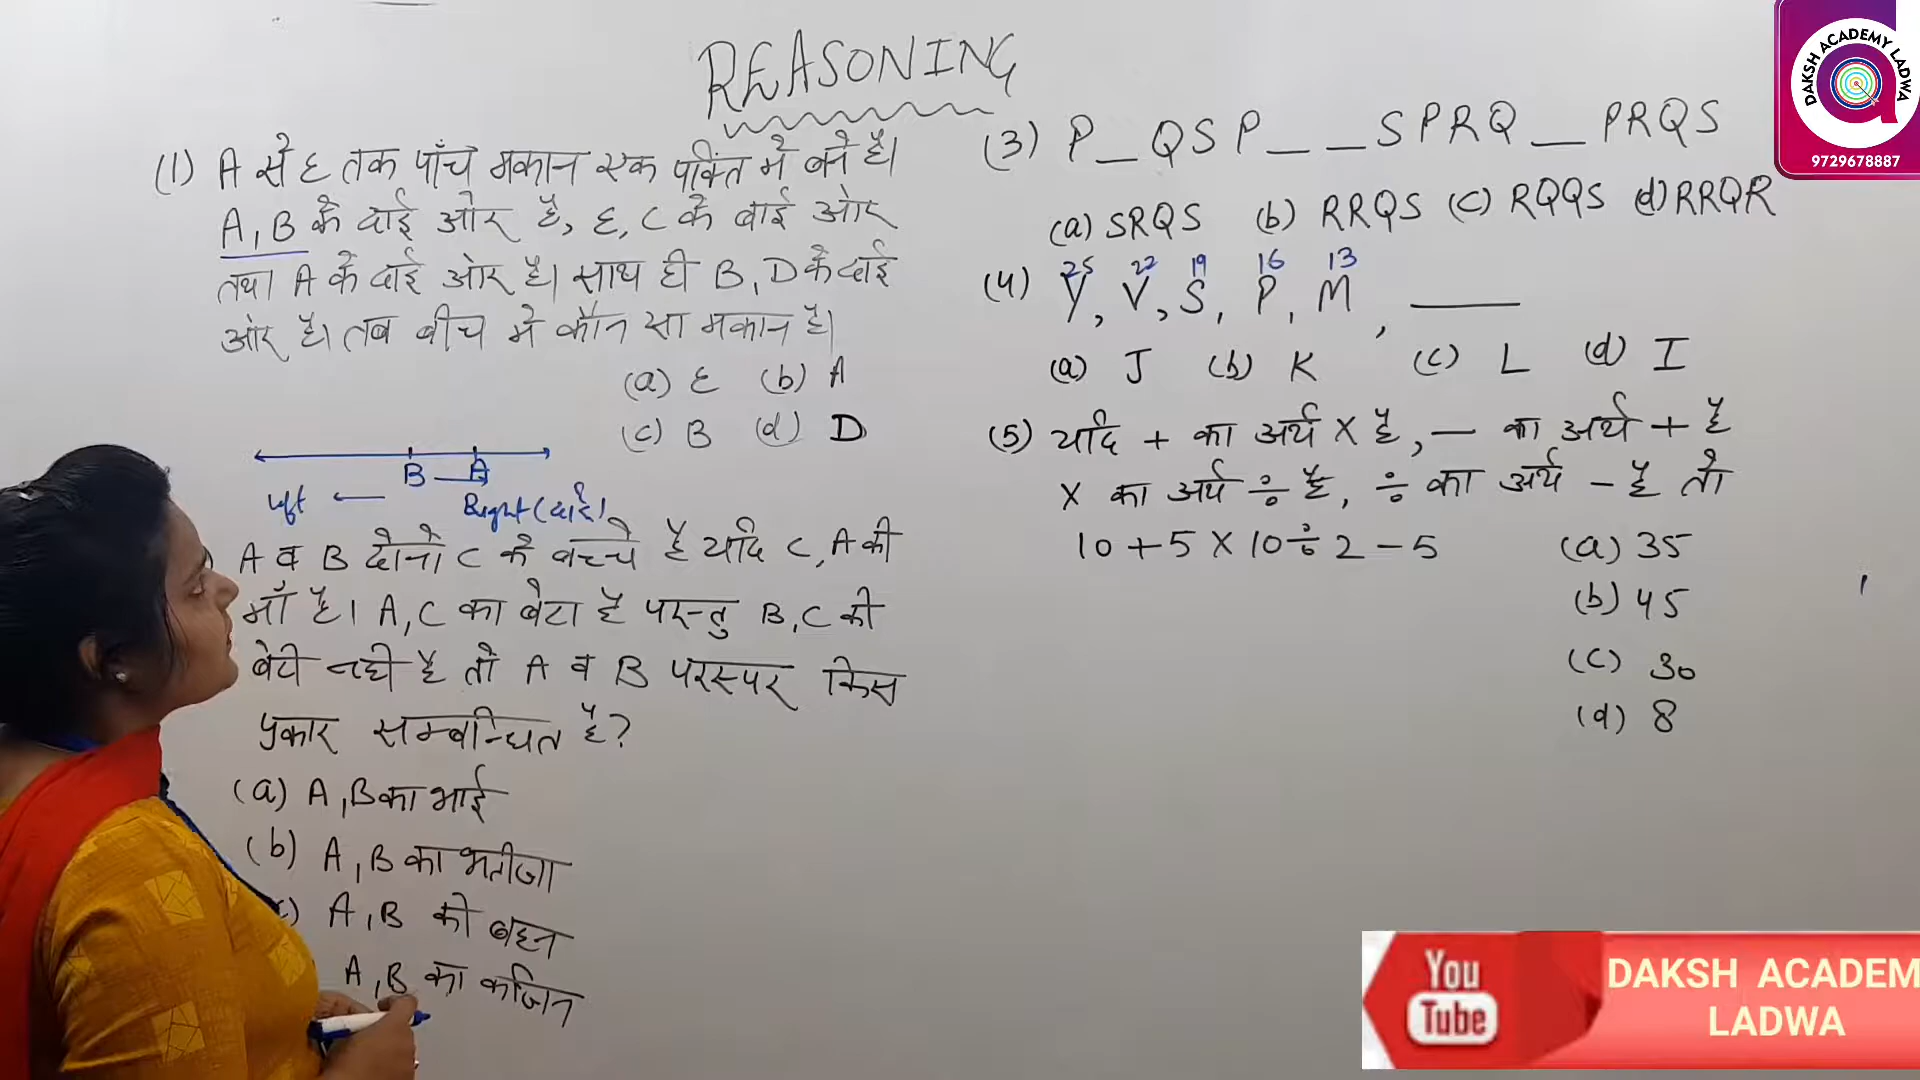 REASONING
(1) A से E तक पाँच मकान एक पंक्ति में बने है।
A, B के दाई ओर है, E, C के बाई ओर
तथा A के दाई ओर है। साथ ही B, D के दाई
ओर है। तब बीच मे कौन सा मकान है।
(a) E (b) A
(c) B (d) D
B A
left Right (दाई)
A व B दोनो C के बच्चे है यदि C, A की
माँ है। A, C का बेटा है परन्तु B, C की
बेटी नही है तो A व B परस्पर किस
प्रकार सम्बन्धित है?
(a) A, B का भाई
(b) A, B का भतीजा
c) A, B की बहन
A, B का कजिन
(3) P _ Q S P _ _ S P R Q _ P R Q S
(a) SRQS (b) RRQS (c) RQQS (d) RRQR
25 22 19 16 13
(4) Y, V, S, P, M, ___
(a) J (b) K (c) L (d) I
(5) यदि + का अर्थ × है, – का अर्थ + है
× का अर्थ ÷ है, ÷ का अर्थ – है तो
10 + 5 × 10 ÷ 2 – 5 (a) 35
(b) 45
(c) 30
(d) 8
DAKSH ACADEMY LADWA
9729678887
YouTube
DAKSH ACADEM
LADWA